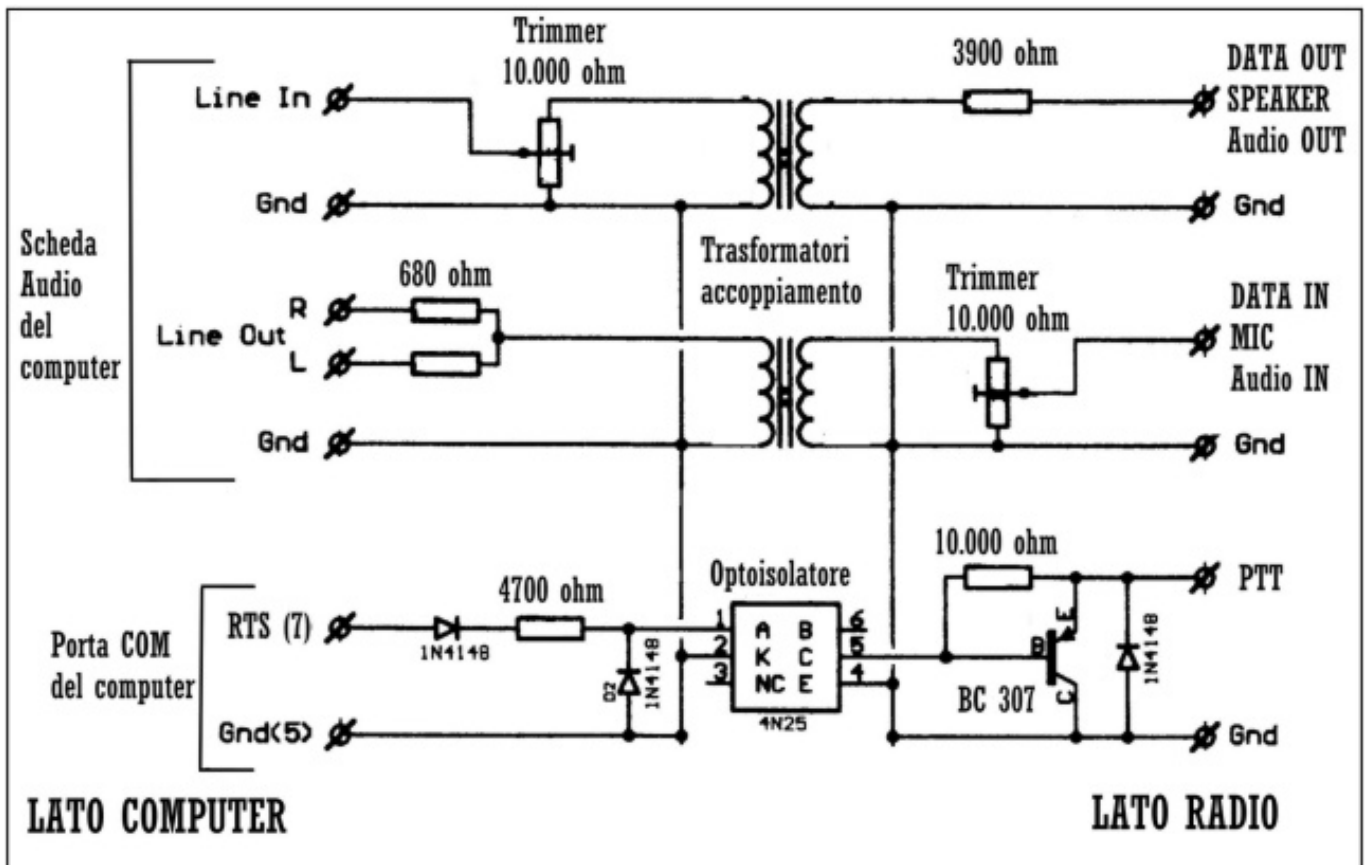 Trimmer
10.000 ohm
3900 ohm
DATA OUT
SPEAKER
Audio OUT
Line In
Gnd
Gnd
Scheda
Audio
del
computer
680 ohm
R
Line Out
L
Gnd
Trasformatori
accoppiamento
Trimmer
10.000 ohm
DATA IN
MIC
Audio IN
Gnd
Porta COM
del computer
RTS (7)
1N4148
4700 ohm
D2
1N4148
Gnd(5)
Optoisolatore
1 A B 6
2 K C 5
3 NC E 4
4N25
10.000 ohm
PTT
E
B
C
BC 307
1N4148
Gnd
LATO COMPUTER
LATO RADIO